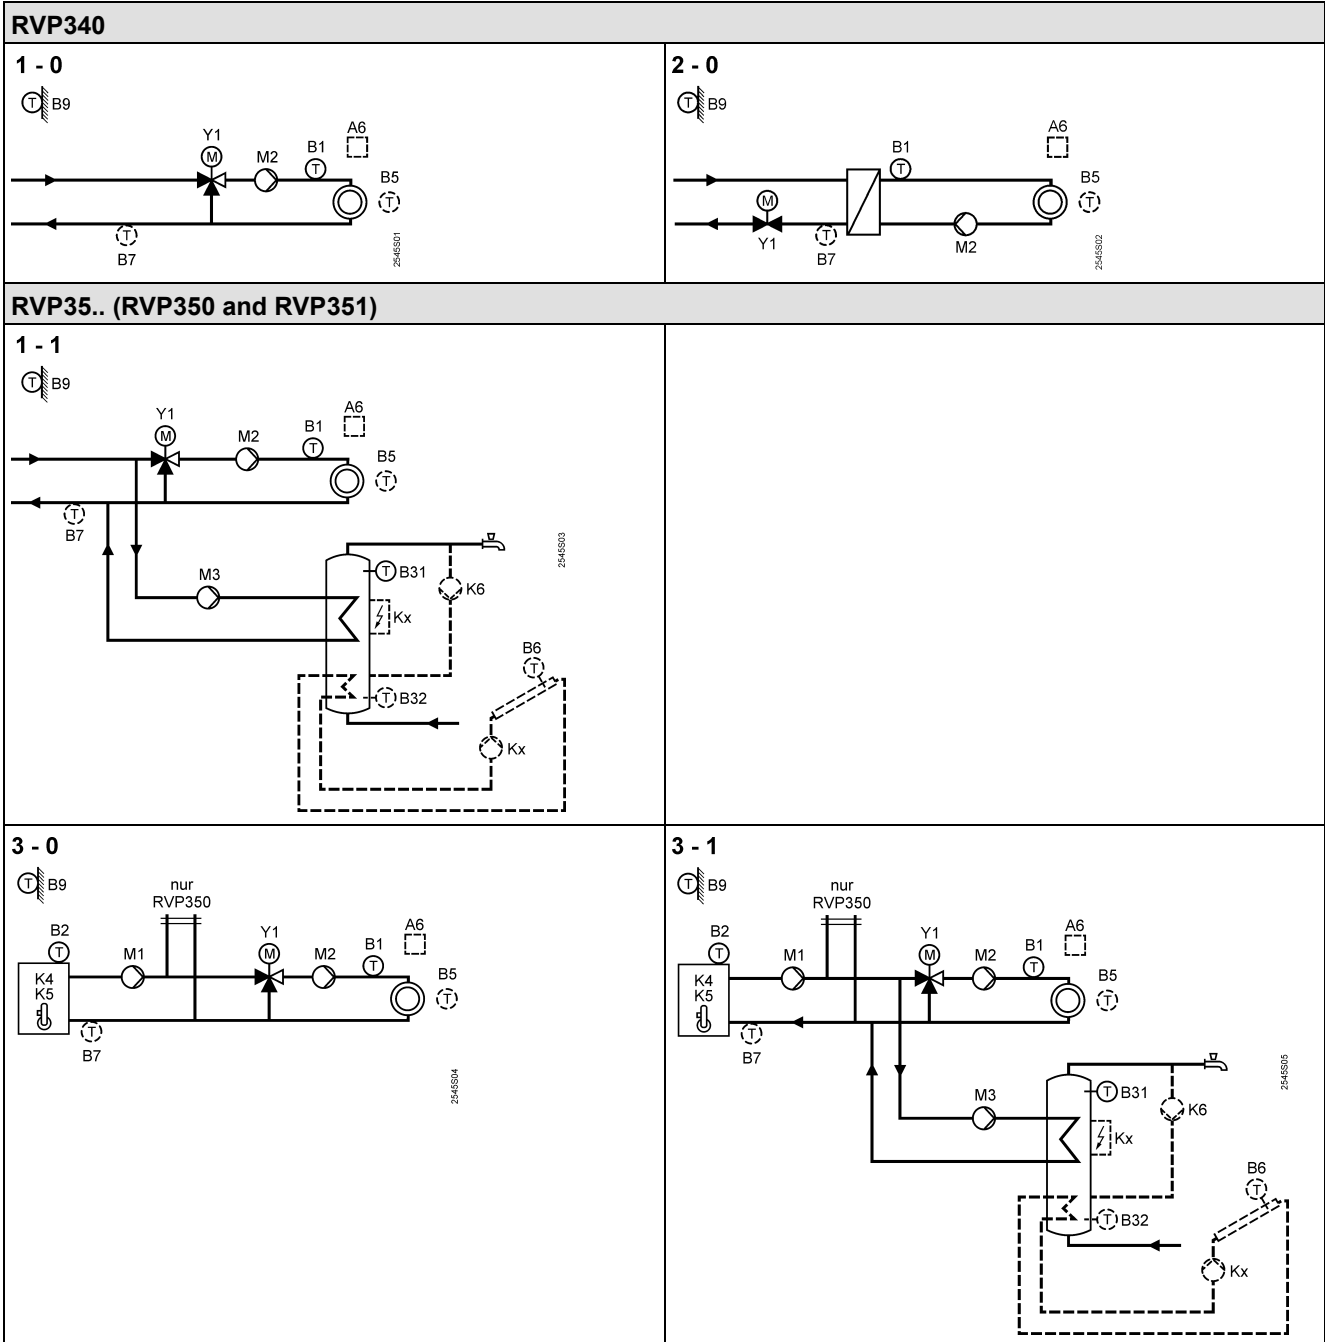 RVP340
1 - 0
T B9
Y1
M
M2
B1
T
A6
B5
T
T
B7
2545S01
2 - 0
T B9
B1
T
A6
B5
T
M
Y1
T
B7
M2
2545S02
RVP35.. (RVP350 and RVP351)
1 - 1
T B9
Y1
M
M2
B1
T
A6
B5
T
T
B7
M3
T B31
K6
Kx
B6
T
T B32
Kx
2545S03
3 - 0
T B9
nur
RVP350
B2
T
M1
Y1
M
M2
B1
T
A6
B5
T
K4
K5
T
B7
2545S04
3 - 1
T B9
nur
RVP350
B2
T
M1
Y1
M
M2
B1
T
A6
B5
T
K4
K5
T
B7
M3
T B31
K6
Kx
B6
T
T B32
Kx
2545S05